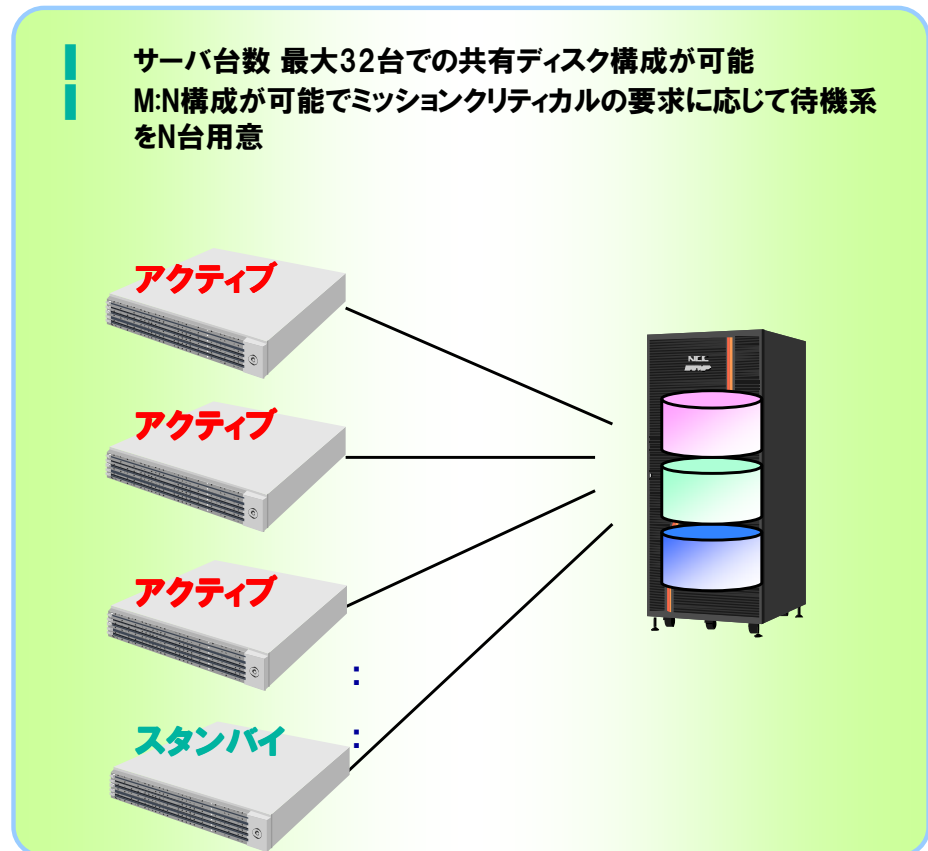 サーバ台数 最大32台での共有ディスク構成が可能
M:N構成が可能でミッションクリティカルの要求に応じて待機系
をN台用意
アクティブ
アクティブ
アクティブ
:
スタンバイ
: